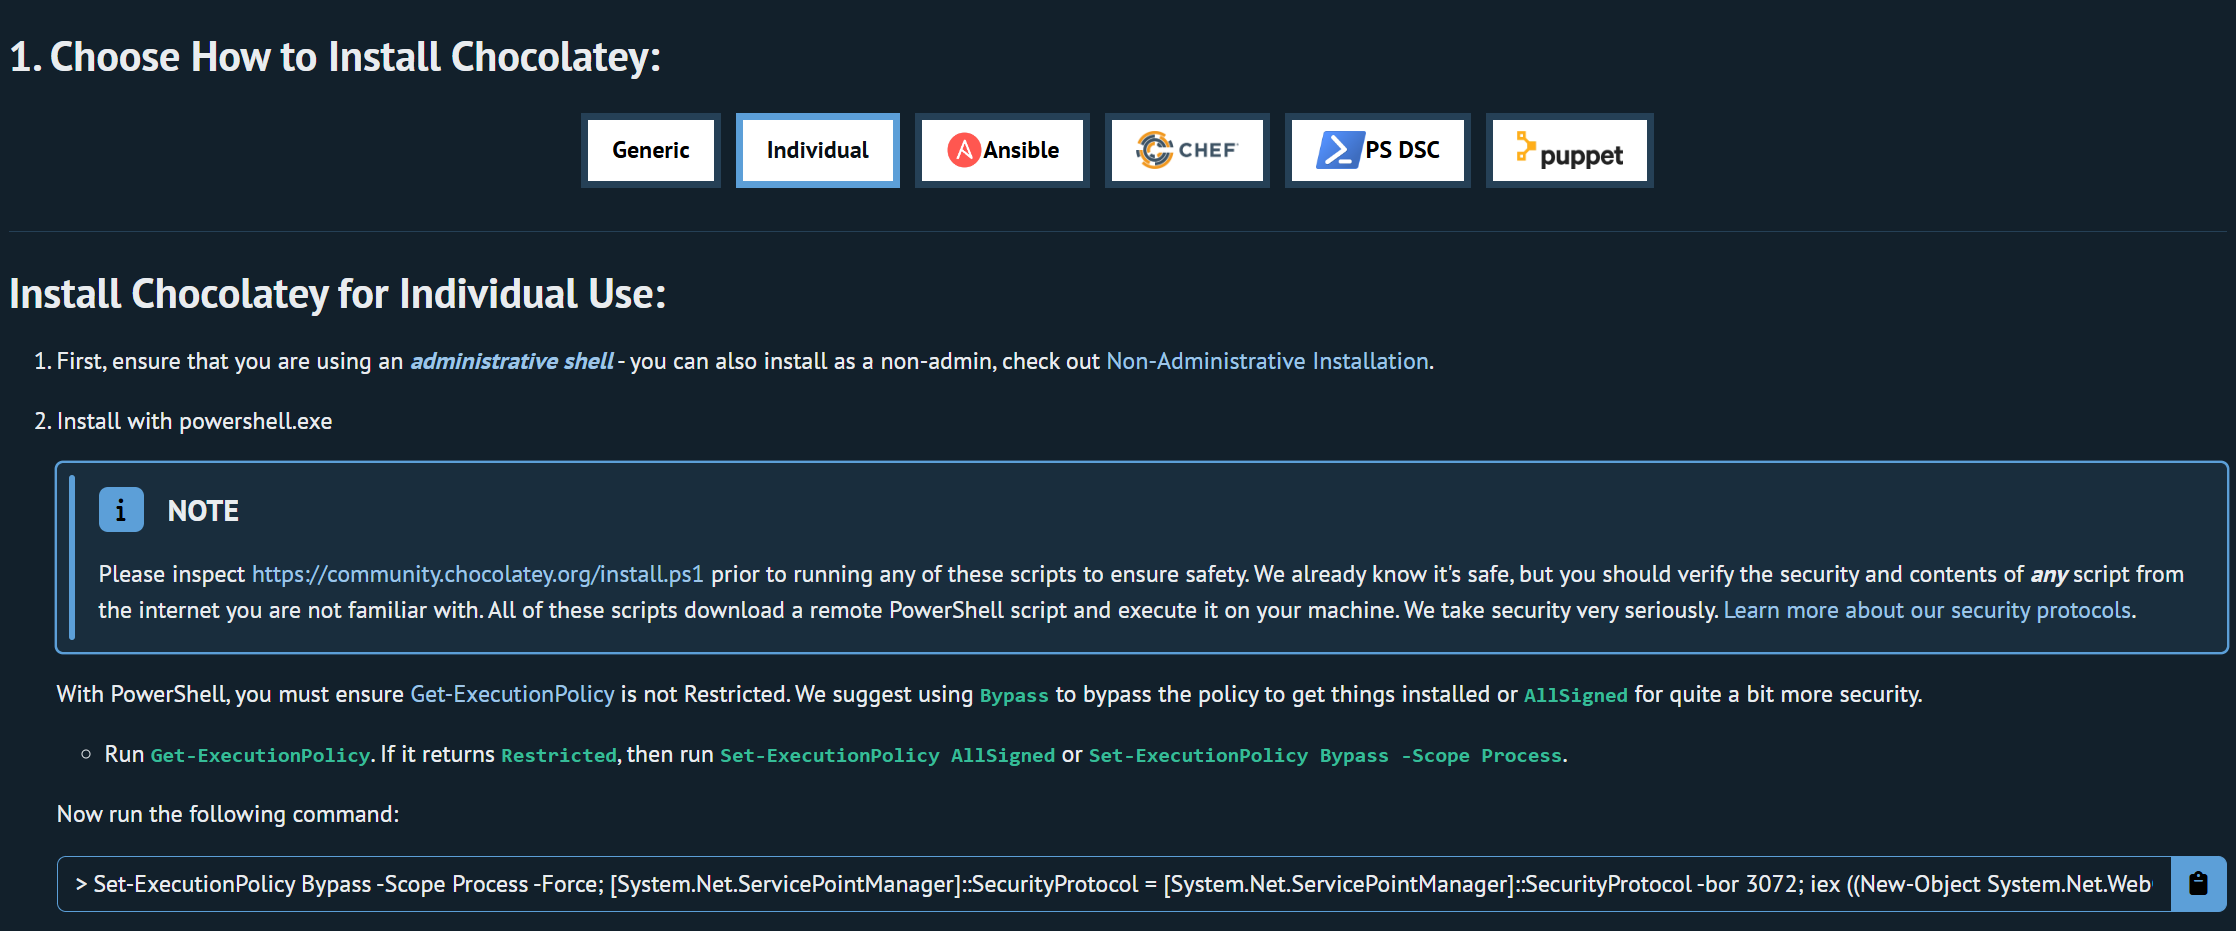 1. Choose How to Install Chocolatey:
Generic
Individual
Ansible
CHEF
PS DSC
puppet
Install Chocolatey for Individual Use:
1. First, ensure that you are using an administrative shell - you can also install as a non-admin, check out Non-Administrative Installation.
2. Install with powershell.exe
i NOTE
Please inspect https://community.chocolatey.org/install.ps1 prior to running any of these scripts to ensure safety. We already know it's safe, but you should verify the security and contents of any script from
the internet you are not familiar with. All of these scripts download a remote PowerShell script and execute it on your machine. We take security very seriously. Learn more about our security protocols.
With PowerShell, you must ensure Get-ExecutionPolicy is not Restricted. We suggest using Bypass to bypass the policy to get things installed or AllSigned for quite a bit more security.
Run Get-ExecutionPolicy. If it returns Restricted, then run Set-ExecutionPolicy AllSigned or Set-ExecutionPolicy Bypass -Scope Process.
Now run the following command:
> Set-ExecutionPolicy Bypass -Scope Process -Force; [System.Net.ServicePointManager]::SecurityProtocol = [System.Net.ServicePointManager]::SecurityProtocol -bor 3072; iex ((New-Object System.Net.Web